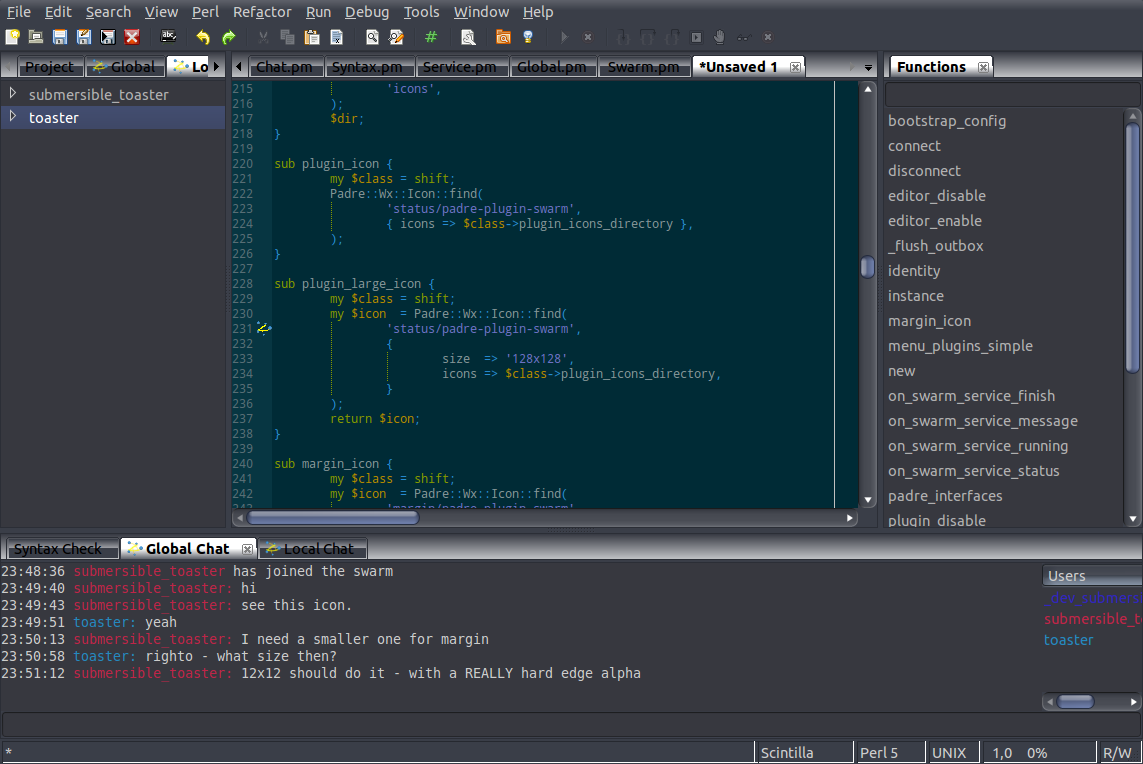 File Edit Search View Perl Refactor Run Debug Tools Window Help
Project Global Lo
Chat.pm Syntax.pm Service.pm Global.pm Swarm.pm *Unsaved 1
Functions
submersible_toaster
toaster
215 'icons',
216 );
217 $dir;
218 }
219
220 sub plugin_icon {
221 my $class = shift;
222 Padre::Wx::Icon::find(
223 'status/padre-plugin-swarm',
224 { icons => $class->plugin_icons_directory },
225 );
226 }
227
228 sub plugin_large_icon {
229 my $class = shift;
230 my $icon  = Padre::Wx::Icon::find(
231 'status/padre-plugin-swarm',
232 {
233 size  => '128x128',
234 icons => $class->plugin_icons_directory,
235 }
236 );
237 return $icon;
238 }
239
240 sub margin_icon {
241 my $class = shift;
242 my $icon  = Padre::Wx::Icon::find(
bootstrap_config
connect
disconnect
editor_disable
editor_enable
_flush_outbox
identity
instance
margin_icon
menu_plugins_simple
new
on_swarm_service_finish
on_swarm_service_message
on_swarm_service_running
on_swarm_service_status
padre_interfaces
plugin_disable
Syntax Check Global Chat Local Chat
23:48:36 submersible_toaster has joined the swarm
23:49:40 submersible_toaster: hi
23:49:43 submersible_toaster: see this icon.
23:49:51 toaster: yeah
23:50:13 submersible_toaster: I need a smaller one for margin
23:50:58 toaster: righto - what size then?
23:51:12 submersible_toaster: 12x12 should do it - with a REALLY hard edge alpha
Users
submersible_t
toaster
* Scintilla Perl 5 UNIX 1,0 0% R/W